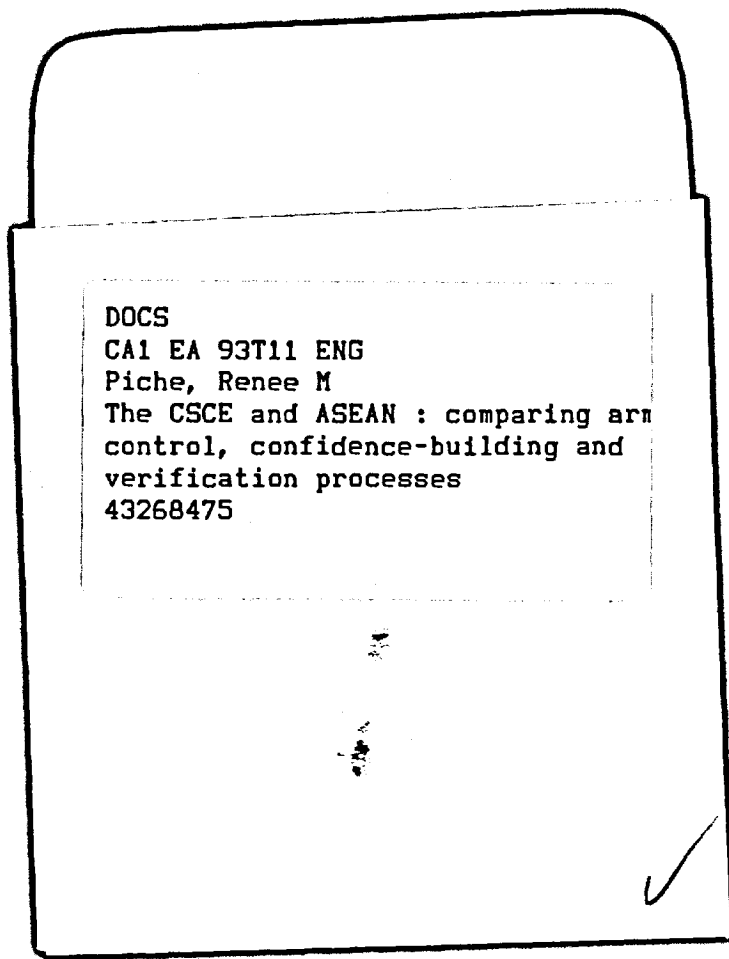 DOCS
CA1 EA 93T11 ENG
Piche, Renee M
The CSCE and ASEAN : comparing arm
control, confidence-building and
verification processes
43268475